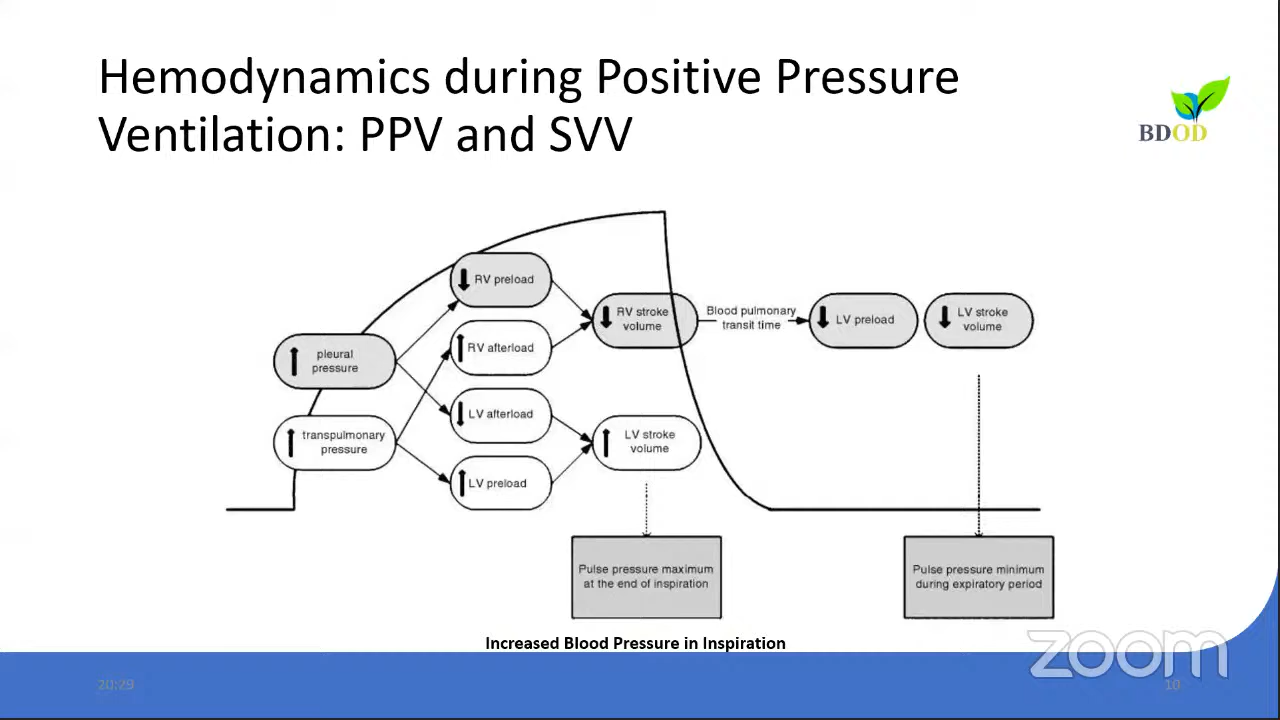 Hemodynamics during Positive Pressure
Ventilation: PPV and SVV
BDOD
RV preload
pleural
pressure
RV afterload
RV stroke
volume
Blood pulmonary
transit time
LV preload
LV stroke
volume
transpulmonary
pressure
LV afterload
LV stroke
volume
LV preload
Pulse pressure maximum
at the end of inspiration
Pulse pressure minimum
during expiratory period
Increased Blood Pressure in Inspiration
zoom
20:29
10